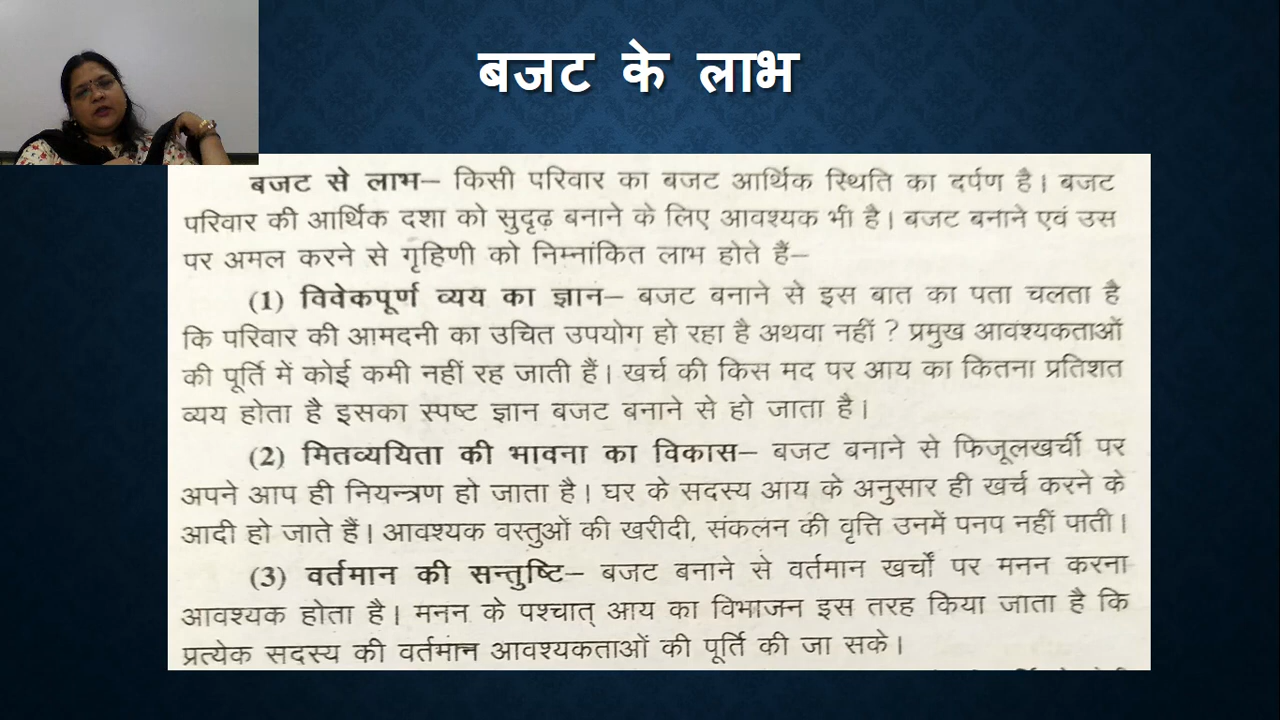 बजट के लाभ
बजट से लाभ– किसी परिवार का बजट आर्थिक स्थिति का दर्पण है। बजट
परिवार की आर्थिक दशा को सुदृढ़ बनाने के लिए आवश्यक भी है। बजट बनाने एवं उस
पर अमल करने से गृहिणी को निम्नांकित लाभ होते हैं–
(1) विवेकपूर्ण व्यय का ज्ञान– बजट बनाने से इस बात का पता चलता है
कि परिवार की आमदनी का उचित उपयोग हो रहा है अथवा नहीं ? प्रमुख आवश्यकताओं
की पूर्ति में कोई कमी नहीं रह जाती हैं। खर्च की किस मद पर आय का कितना प्रतिशत
व्यय होता है इसका स्पष्ट ज्ञान बजट बनाने से हो जाता है।
(2) मितव्ययिता की भावना का विकास– बजट बनाने से फिजूलखर्ची पर
अपने आप ही नियन्त्रण हो जाता है। घर के सदस्य आय के अनुसार ही खर्च करने के
आदी हो जाते हैं। आवश्यक वस्तुओं की खरीदी, संकलन की वृत्ति उनमें पनप नहीं पाती।
(3) वर्तमान की सन्तुष्टि– बजट बनाने से वर्तमान खर्चों पर मनन करना
आवश्यक होता है। मनन के पश्चात् आय का विभाजन इस तरह किया जाता है कि
प्रत्येक सदस्य की वर्तमान आवश्यकताओं की पूर्ति की जा सके।